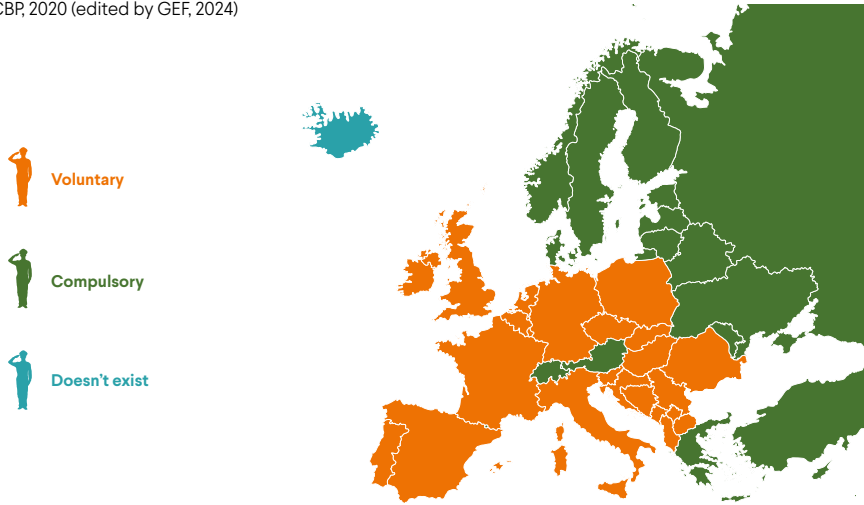 CBP, 2020 (edited by GEF, 2024)
Voluntary
Compulsory
Doesn't exist